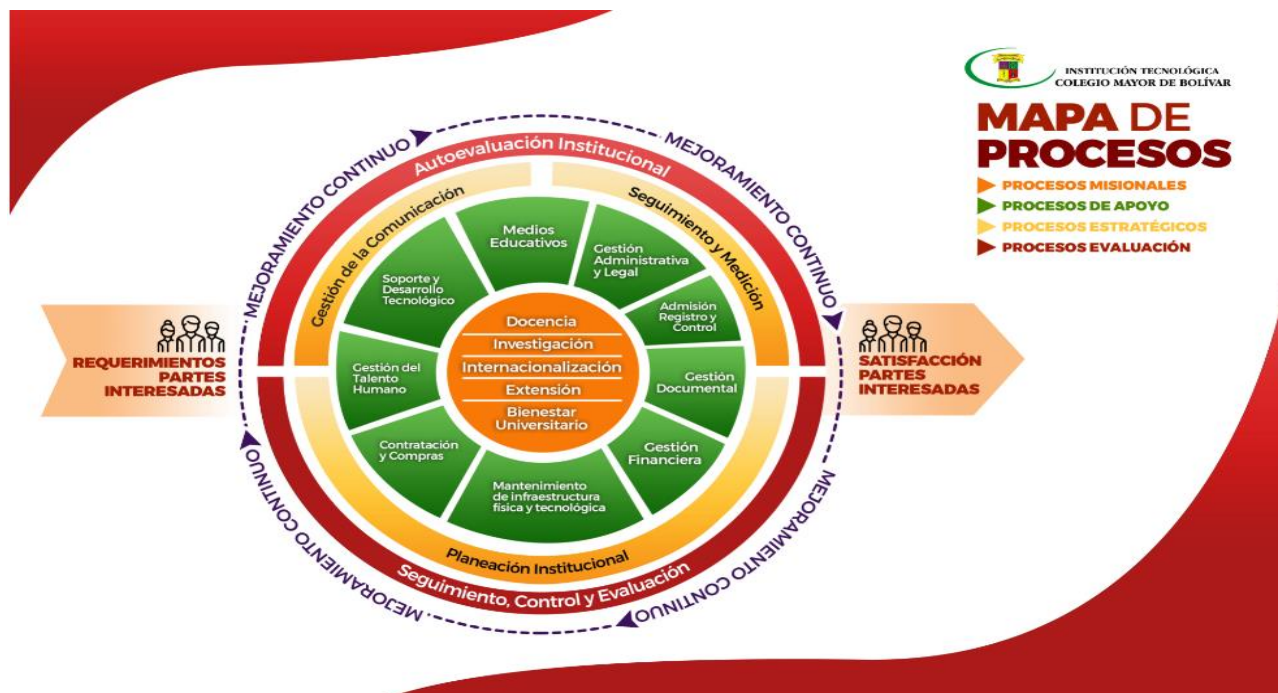 INSTITUCIÓN TECNOLÓGICA
COLEGIO MAYOR DE BOLÍVAR
MAPA DE
PROCESOS
PROCESOS MISIONALES
PROCESOS DE APOYO
PROCESOS ESTRATÉGICOS
PROCESOS EVALUACIÓN
MEJORAMIENTO CONTINUO
MEJORAMIENTO CONTINUO
Autoevaluación Institucional
Gestión de la Comunicación
Seguimiento y Medición
Medios
Educativos
Gestión
Administrativa
y Legal
Soporte y
Desarrollo
Tecnológico
Admisión
Registro y
Control
Docencia
Investigación
Internacionalización
Extensión
Bienestar
Universitario
REQUERIMIENTOS
PARTES
INTERESADAS
SATISFACCIÓN
PARTES
INTERESADAS
Gestión del
Talento
Humano
Gestión
Documental
Contratación
y Compras
Gestión
Financiera
Mantenimiento
de infraestructura
física y tecnológica
Planeación Institucional
Seguimiento, Control y Evaluación
MEJORAMIENTO CONTINUO
MEJORAMIENTO CONTINUO